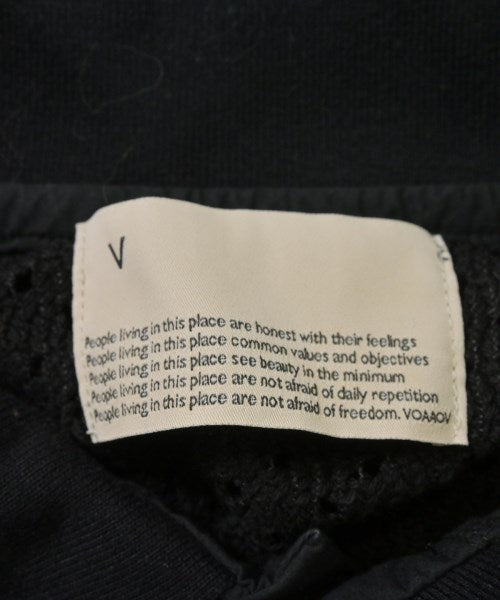 V
People living in this place are honest with their feelings
People living in this place common values and objectives
People living in this place see beauty in the minimum
People living in this place are not afraid of daily repetition
People living in this place are not afraid of freedom. VOAAOV